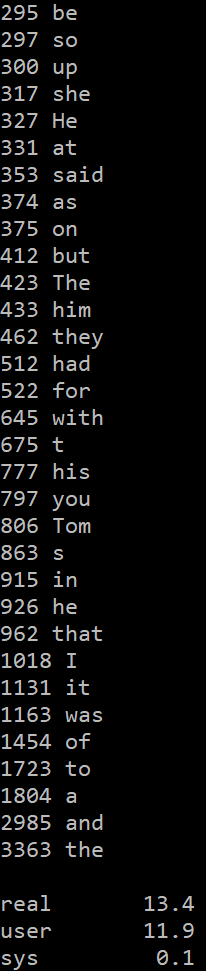 295 be
297 so
300 up
317 she
327 He
331 at
353 said
374 as
375 on
412 but
423 The
433 him
462 they
512 had
522 for
645 with
675 t
777 his
797 you
806 Tom
863 s
915 in
926 he
962 that
1018 I
1131 it
1163 was
1454 of
1723 to
1804 a
2985 and
3363 the
real 13.4
user 11.9
sys 0.1